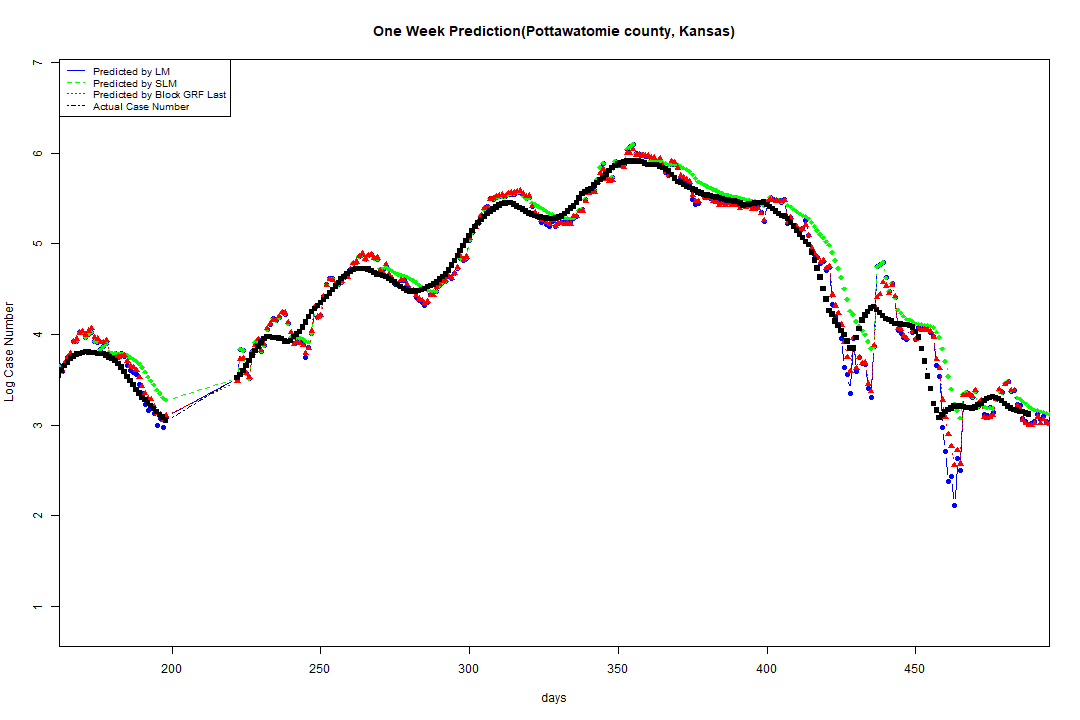 One Week Prediction(Pottawatomie county, Kansas)
Predicted by LM
Predicted by SLM
Predicted by Block GRF Last
Actual Case Number
7
6
5
4
3
2
1
Log Case Number
200 250 300 350 400 450
days